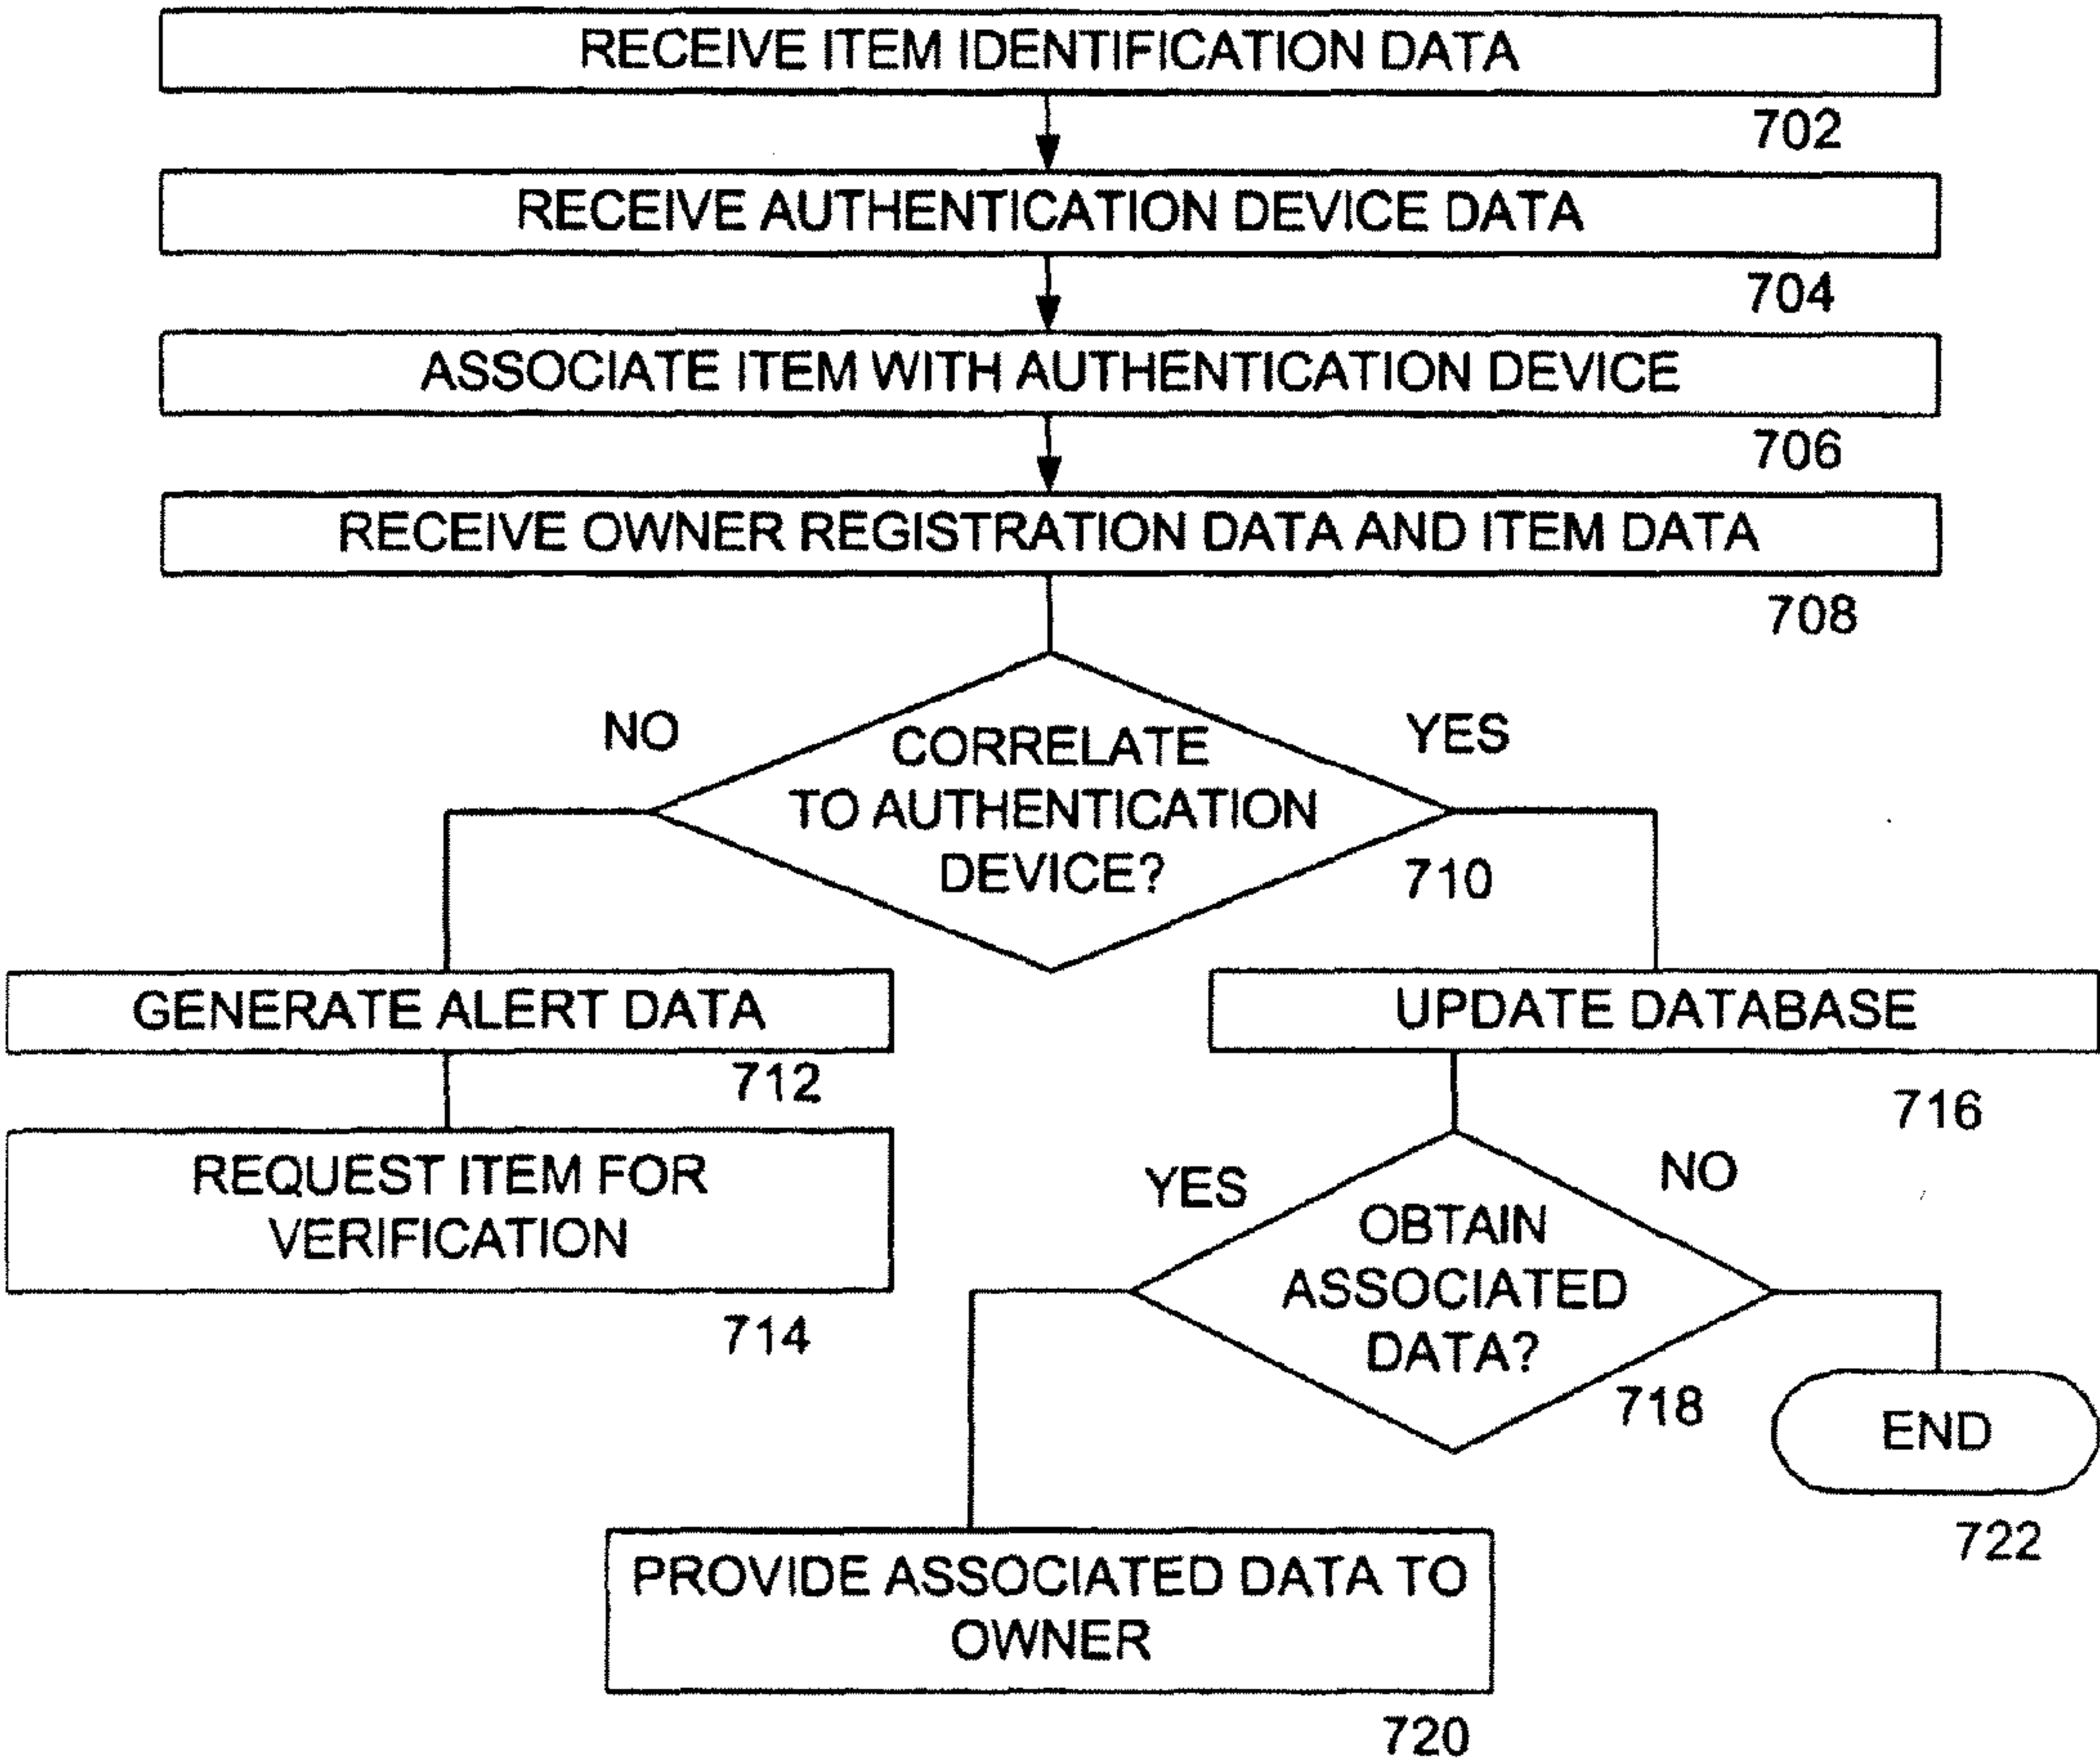 RECEIVE ITEM IDENTIFICATION DATA
702
RECEIVE AUTHENTICATION DEVICE DATA
704
ASSOCIATE ITEM WITH AUTHENTICATION DEVICE
706
RECEIVE OWNER REGISTRATION DATA AND ITEM DATA
708
NO
YES
CORRELATE
TO AUTHENTICATION
DEVICE?
710
GENERATE ALERT DATA
712
UPDATE DATABASE
716
REQUEST ITEM FOR
VERIFICATION
714
YES
NO
OBTAIN
ASSOCIATED
DATA?
718
END
722
PROVIDE ASSOCIATED DATA TO
OWNER
720